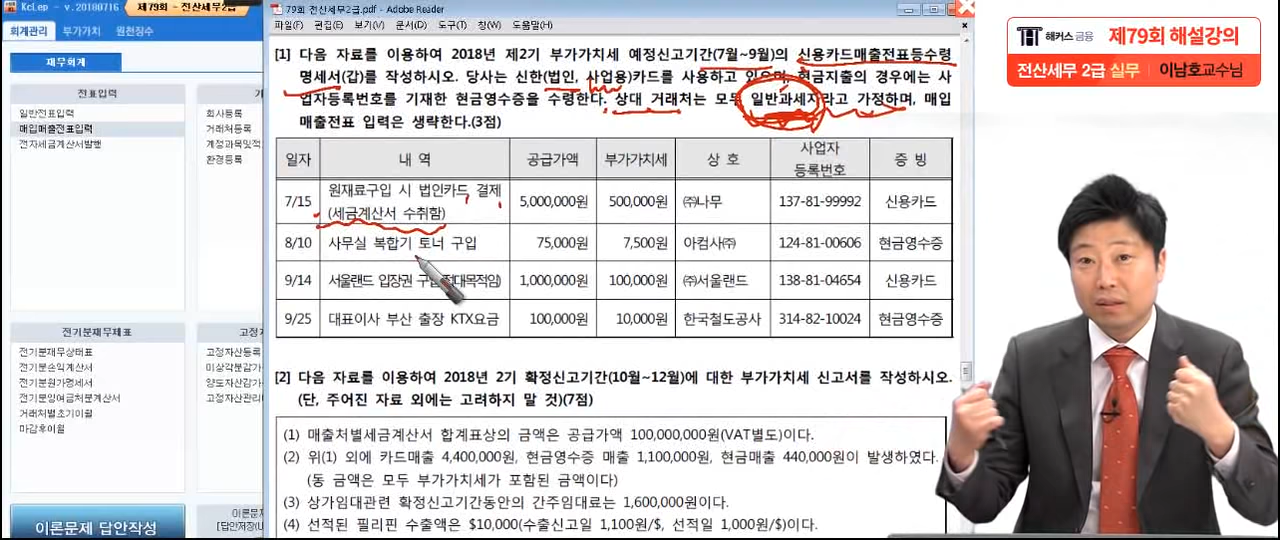 KcLep - v.20180716
제79회 - 전산세무2급
회계관리 부가가치 원천징수
재무회계
전표입력
일반전표입력
매입매출전표입력
전자세금계산서발행
회사등록
거래처등록
계정과목및적
환경등록
전기분재무제표
전기분재무상태표
전기분손익계산서
전기분원가명세서
전기분잉여금처분계산서
거래처별초기이월
마감후이월
고정자
고정자산등록
미상각분감가
양도자산감가
고정자산관리
이론문제 답안작성
이론문
[답안저장(U
79회 전산세무2급.pdf - Adobe Reader
파일(F) 편집(E) 보기(V) 문서(D) 도구(T) 창(W) 도움말(H)
[1] 다음 자료를 이용하여 2018년 제2기 부가가치세 예정신고기간(7월~9월)의 신용카드매출전표등수령
명세서(갑)를 작성하시오. 당사는 신한(법인, 사업용)카드를 사용하고 있으며, 현금지출의 경우에는 사
업자등록번호를 기재한 현금영수증을 수령한다. 상대 거래처는 모두 일반과세자라고 가정하며, 매입
매출전표 입력은 생략한다.(3점)
일자 내 역 공급가액 부가가치세 상 호 사업자 등록번호 증 빙
7/15 원재료구입 시 법인카드 결제 (세금계산서 수취함) 5,000,000원 500,000원 ㈜나무 137-81-99992 신용카드
8/10 사무실 복합기 토너 구입 75,000원 7,500원 아컴사㈜ 124-81-00606 현금영수증
9/14 서울랜드 입장권 구입(접대목적임) 1,000,000원 100,000원 ㈜서울랜드 138-81-04654 신용카드
9/25 대표이사 부산 출장 KTX요금 100,000원 10,000원 한국철도공사 314-82-10024 현금영수증
[2] 다음 자료를 이용하여 2018년 2기 확정신고기간(10월~12월)에 대한 부가가치세 신고서를 작성하시오.
(단, 주어진 자료 외에는 고려하지 말 것)(7점)
(1) 매출처별세금계산서 합계표상의 금액은 공급가액 100,000,000원(VAT별도)이다.
(2) 위(1) 외에 카드매출 4,400,000원, 현금영수증 매출 1,100,000원, 현금매출 440,000원이 발생하였다.
(동 금액은 모두 부가가치세가 포함된 금액이다)
(3) 상가임대관련 확정신고기간동안의 간주임대료는 1,600,000원이다.
(4) 선적된 필리핀 수출액은 $10,000(수출신고일 1,100원/$, 선적일 1,000원/$)이다.
해커스 금융 제79회 해설강의
전산세무 2급 실무 이남호교수님